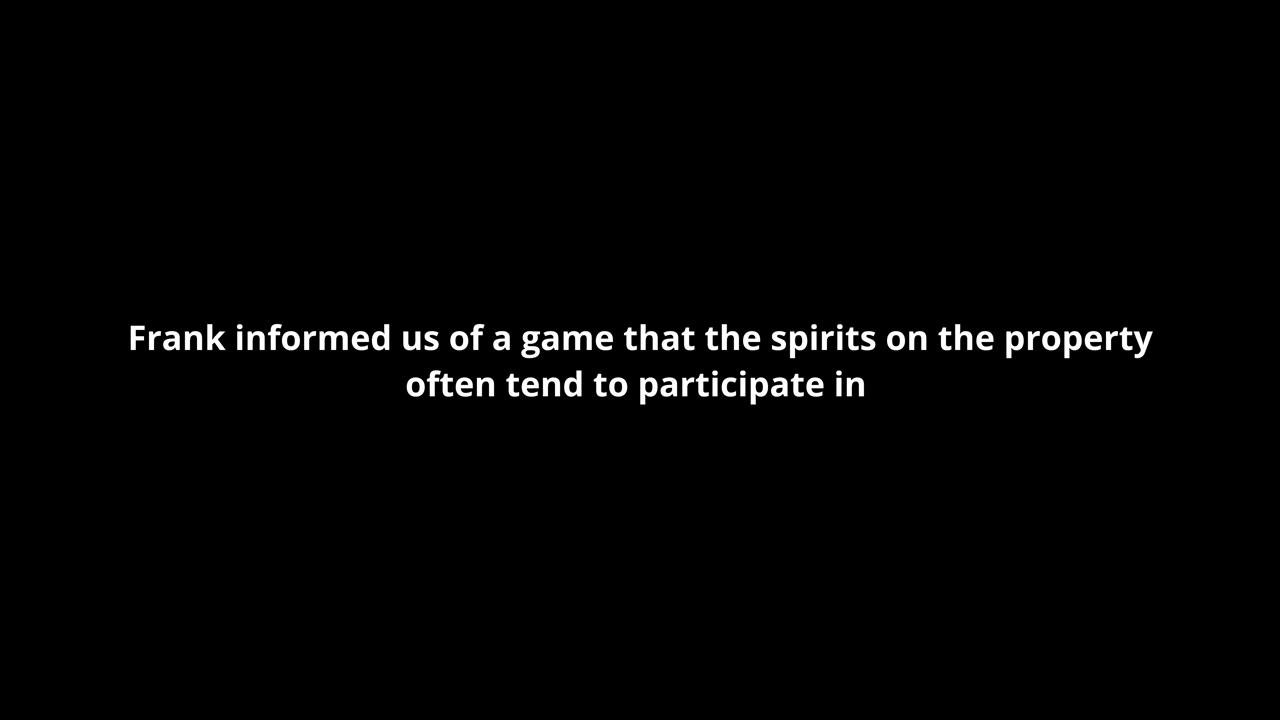 Frank informed us of a game that the spirits on the property
often tend to participate in